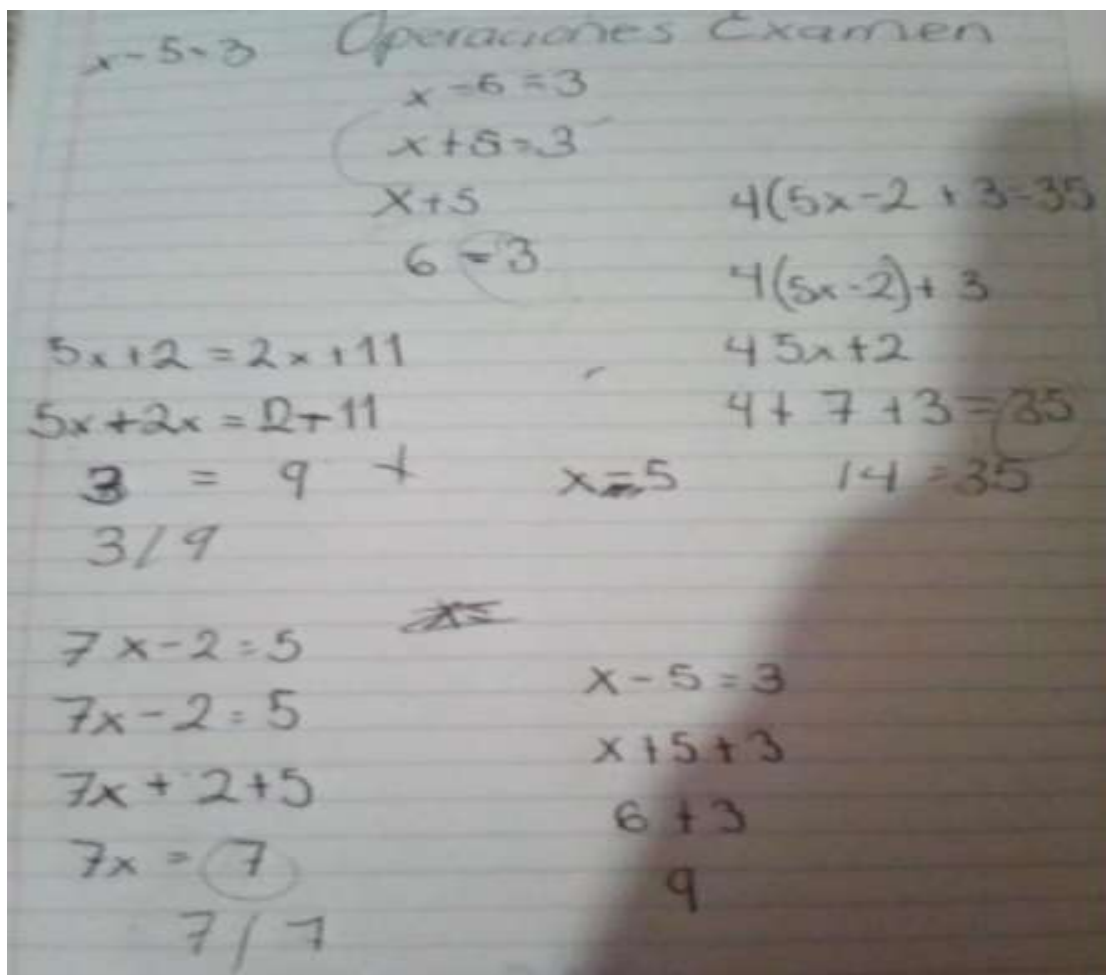 Operaciones Examen
x-5=3
x-6=3
x+5=3
x+5
6=3
4(5x-2+3=35
4(5x-2)+3
4 5x+2
4+7+3=35
14=35
5x+2=2x+11
5x+2x=2+11
3 = 9 +
3/9
x=5
7x-2=5
7x-2=5
7x+2+5
7x=7
7/7
x=
x-5=3
x+5+3
6+3
9